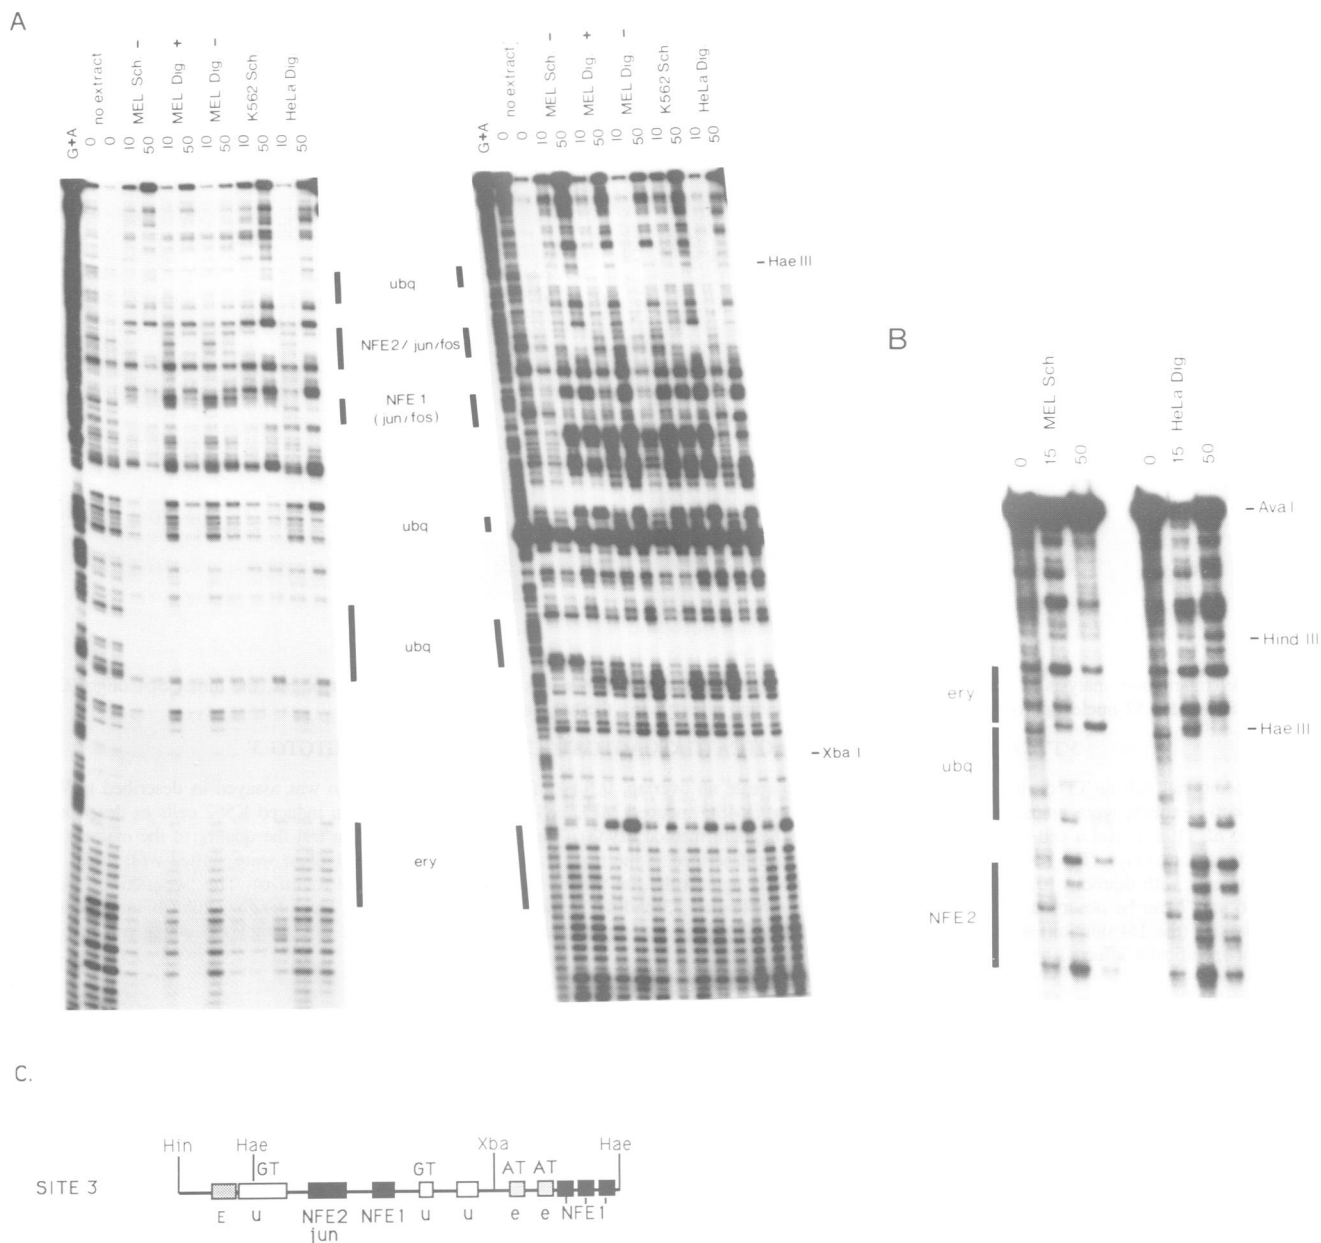 A
G+A
0 no extract
0
10 MEL Sch -
50
10 MEL Dig +
50
10 MEL Dig -
50
10 K562 Sch
50
10 HeLa Dig
50
G+A
0 no extract
0
10 MEL Sch -
50
10 MEL Dig +
50
10 MEL Dig -
50
10 K562 Sch
50
10 HeLa Dig
50
- Hae III
ubq
NFE2/ jun/fos
NFE 1
(jun/fos)
ubq
ubq
- Xba I
ery
B
0
15 MEL Sch
50
0
15 HeLa Dig
50
- Ava I
- Hind III
ery
- Hae III
ubq
NFE2
C.
Hin Hae Xba Hae
GT GT AT AT
SITE 3
E u NFE2 NFE1 u u e e NFE1
jun